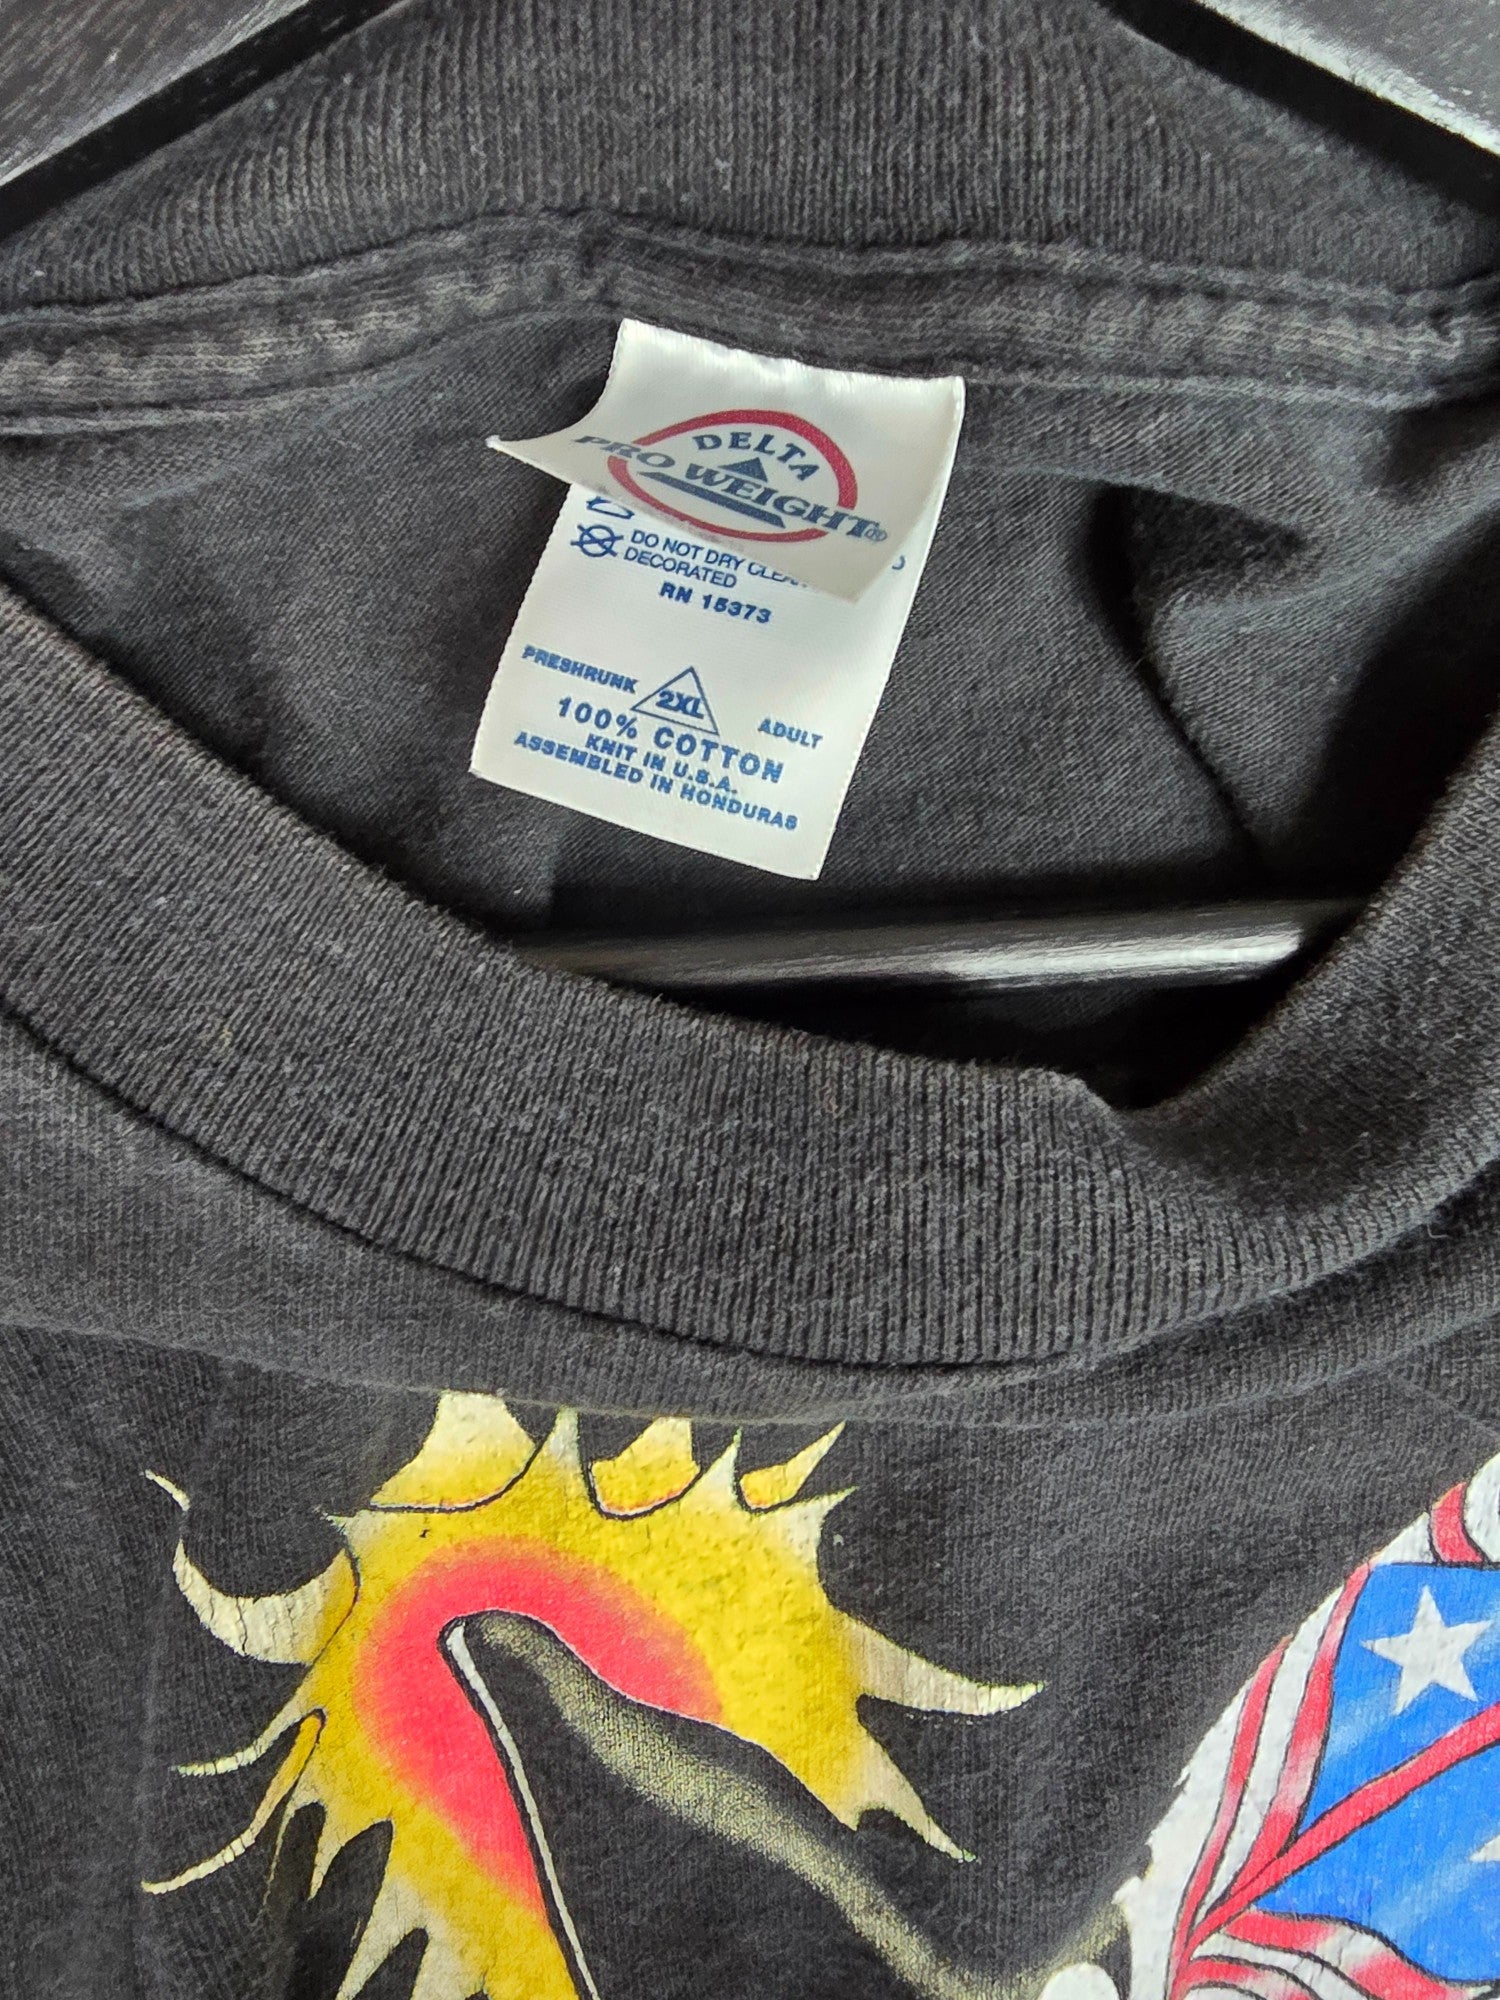 DELTA
PRO WEIGHT®
DO NOT DRY CLEAN
DECORATED
RN 15373
PRESHRUNK 2XL ADULT
100% COTTON
KNIT IN U.S.A.
ASSEMBLED IN HONDURAS